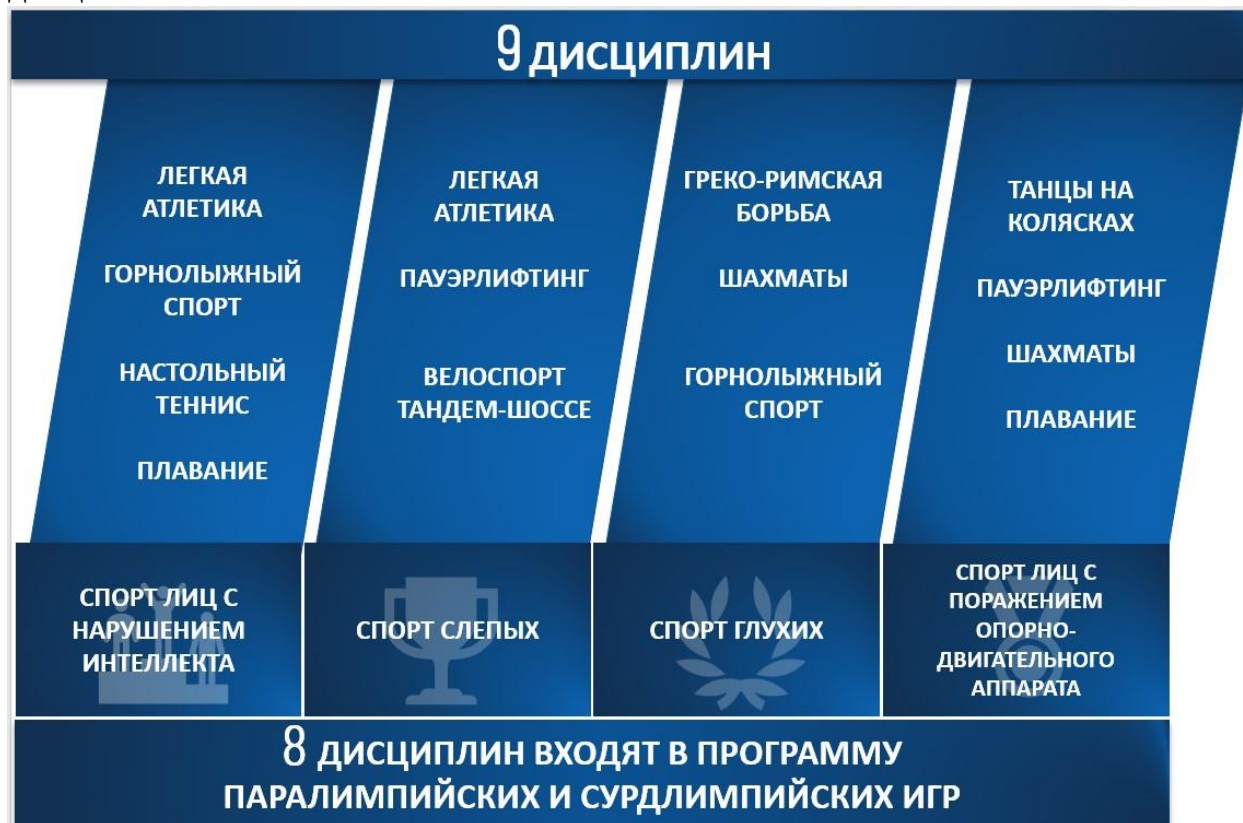 9 ДИСЦИПЛИН
ЛЕГКАЯ
АТЛЕТИКА
ГОРНОЛЫЖНЫЙ
СПОРТ
НАСТОЛЬНЫЙ
ТЕННИС
ПЛАВАНИЕ
ЛЕГКАЯ
АТЛЕТИКА
ПАУЭРЛИФТИНГ
ВЕЛОСПОРТ
ТАНДЕМ-ШОССЕ
ГРЕКО-РИМСКАЯ
БОРЬБА
ШАХМАТЫ
ГОРНОЛЫЖНЫЙ
СПОРТ
ТАНЦЫ НА
КОЛЯСКАХ
ПАУЭРЛИФТИНГ
ШАХМАТЫ
ПЛАВАНИЕ
СПОРТ ЛИЦ С
НАРУШЕНИЕМ
ИНТЕЛЛЕКТА
СПОРТ СЛЕПЫХ
СПОРТ ГЛУХИХ
СПОРТ ЛИЦ С
ПОРАЖЕНИЕМ
ОПОРНО-
ДВИГАТЕЛЬНОГО
АППАРАТА
8 ДИСЦИПЛИН ВХОДЯТ В ПРОГРАММУ
ПАРАЛИМПИЙСКИХ И СУРДЛИМПИЙСКИХ ИГР